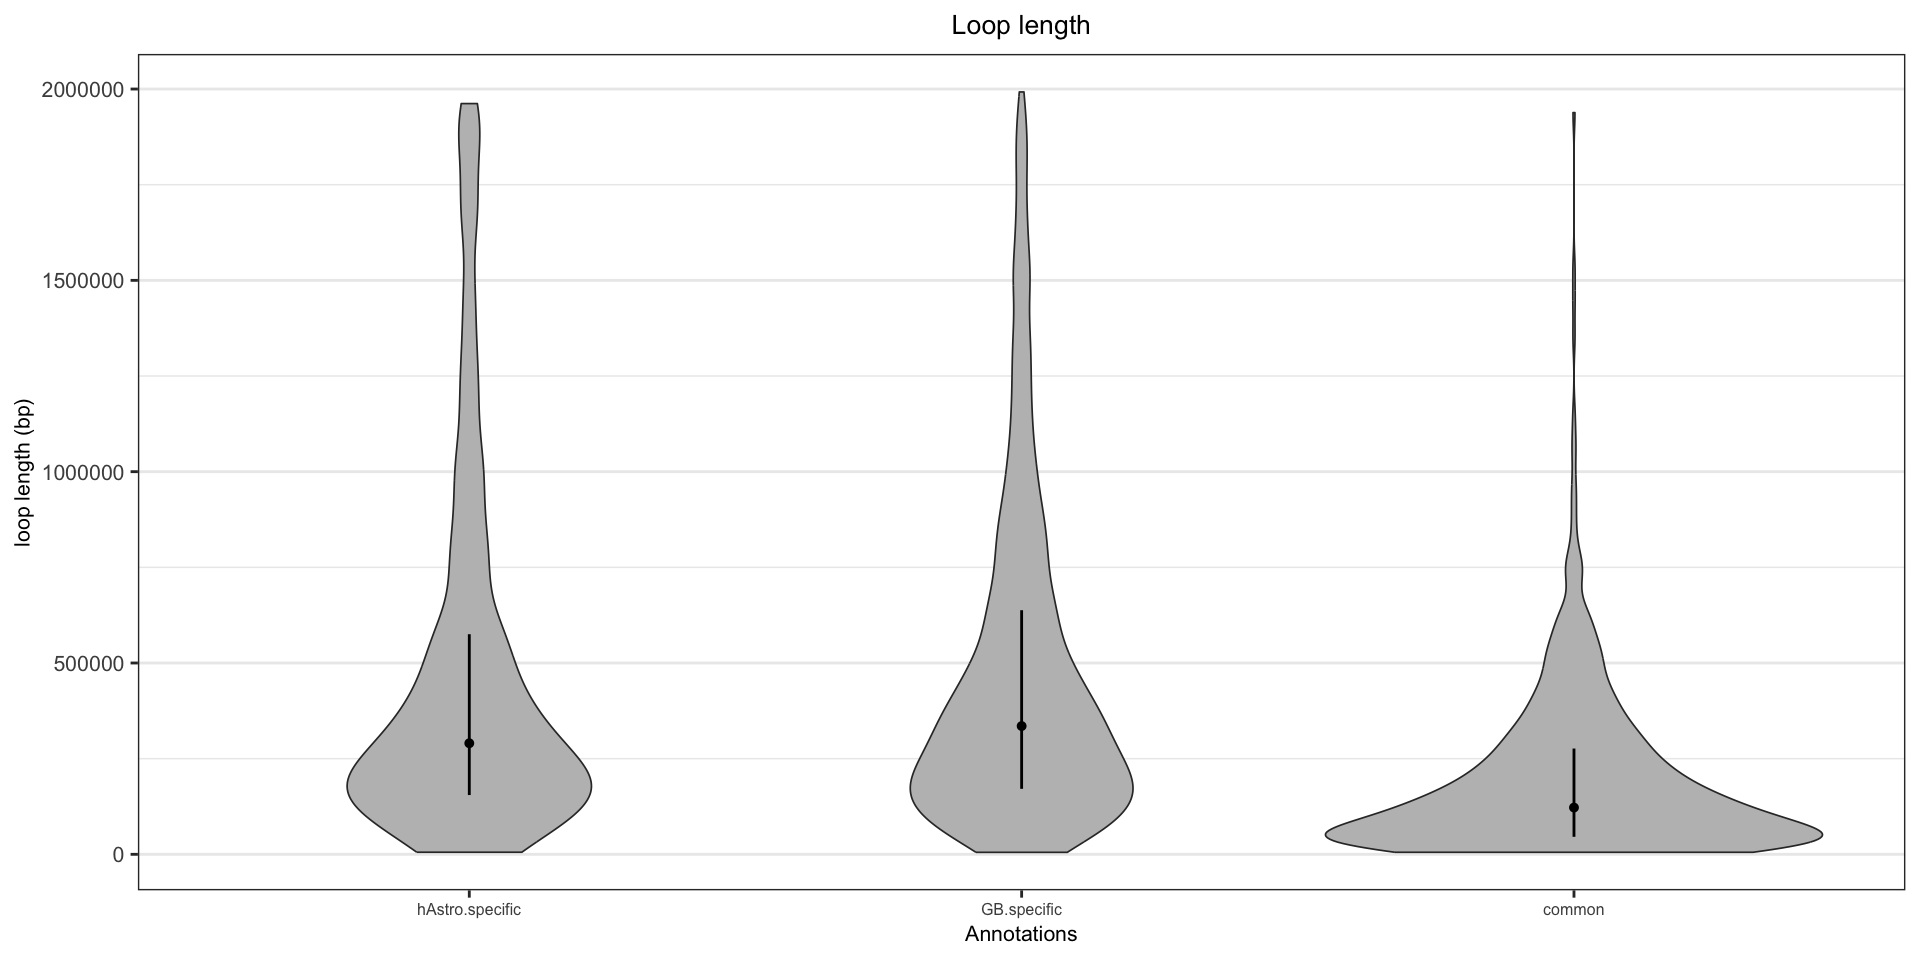 Loop length
2000000
1500000
1000000
500000
0
loop length (bp)
hAstro.specific GB.specific common
Annotations